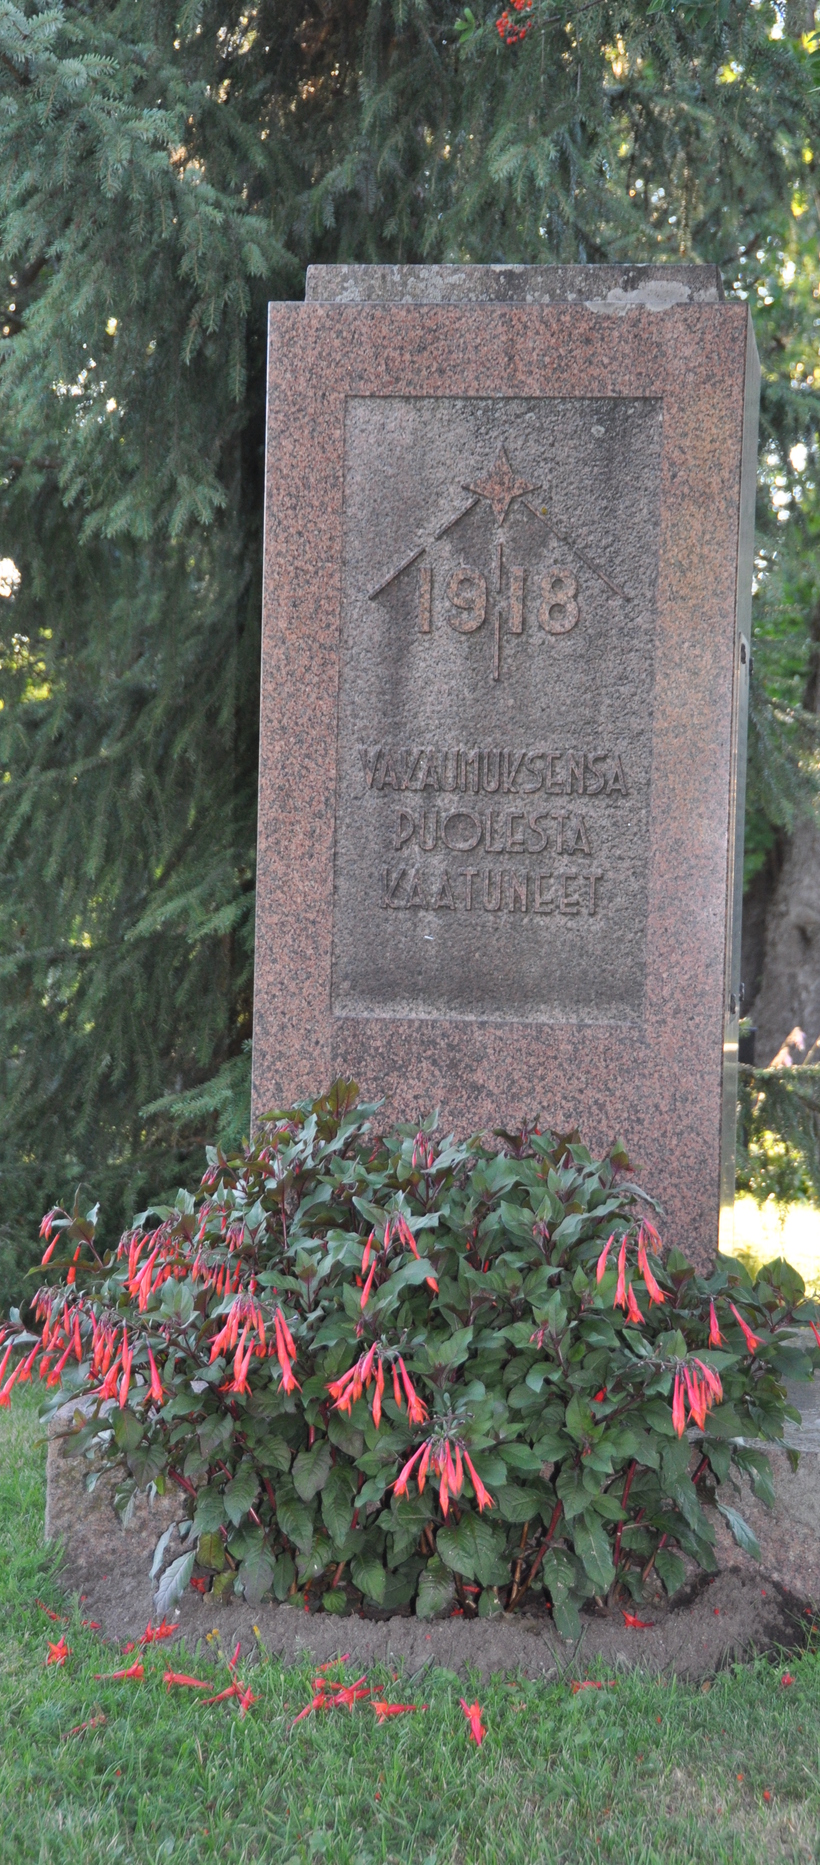 1918
VAKAUMUKSENSA
PUOLESTA
KAATUNEET